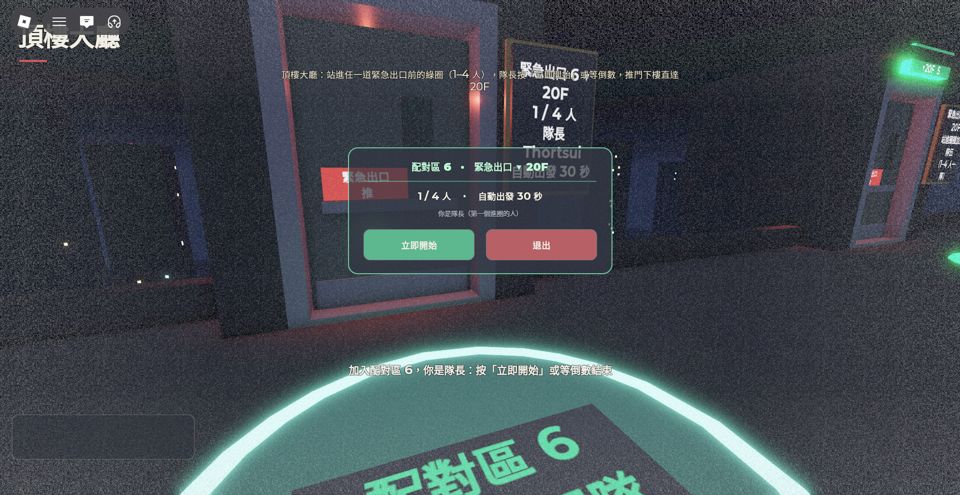 頂樓大廳
頂樓大廳：站進任一道緊急出口前的綠圈（1–4 人），隊長按「立即開始」或等倒數，推門下樓直達
20F
緊急出口 6
20F
1 / 4 人
隊長
Thortsui
自動出發 30 秒
緊急出口
推
配對區 6 • 緊急出口 • 20F
1 / 4 人 • 自動出發 30 秒
你是隊長（第一個進圈的人）
立即開始
退出
加入配對區 6，你是隊長：按「立即開始」或等倒數結束
配對區 6